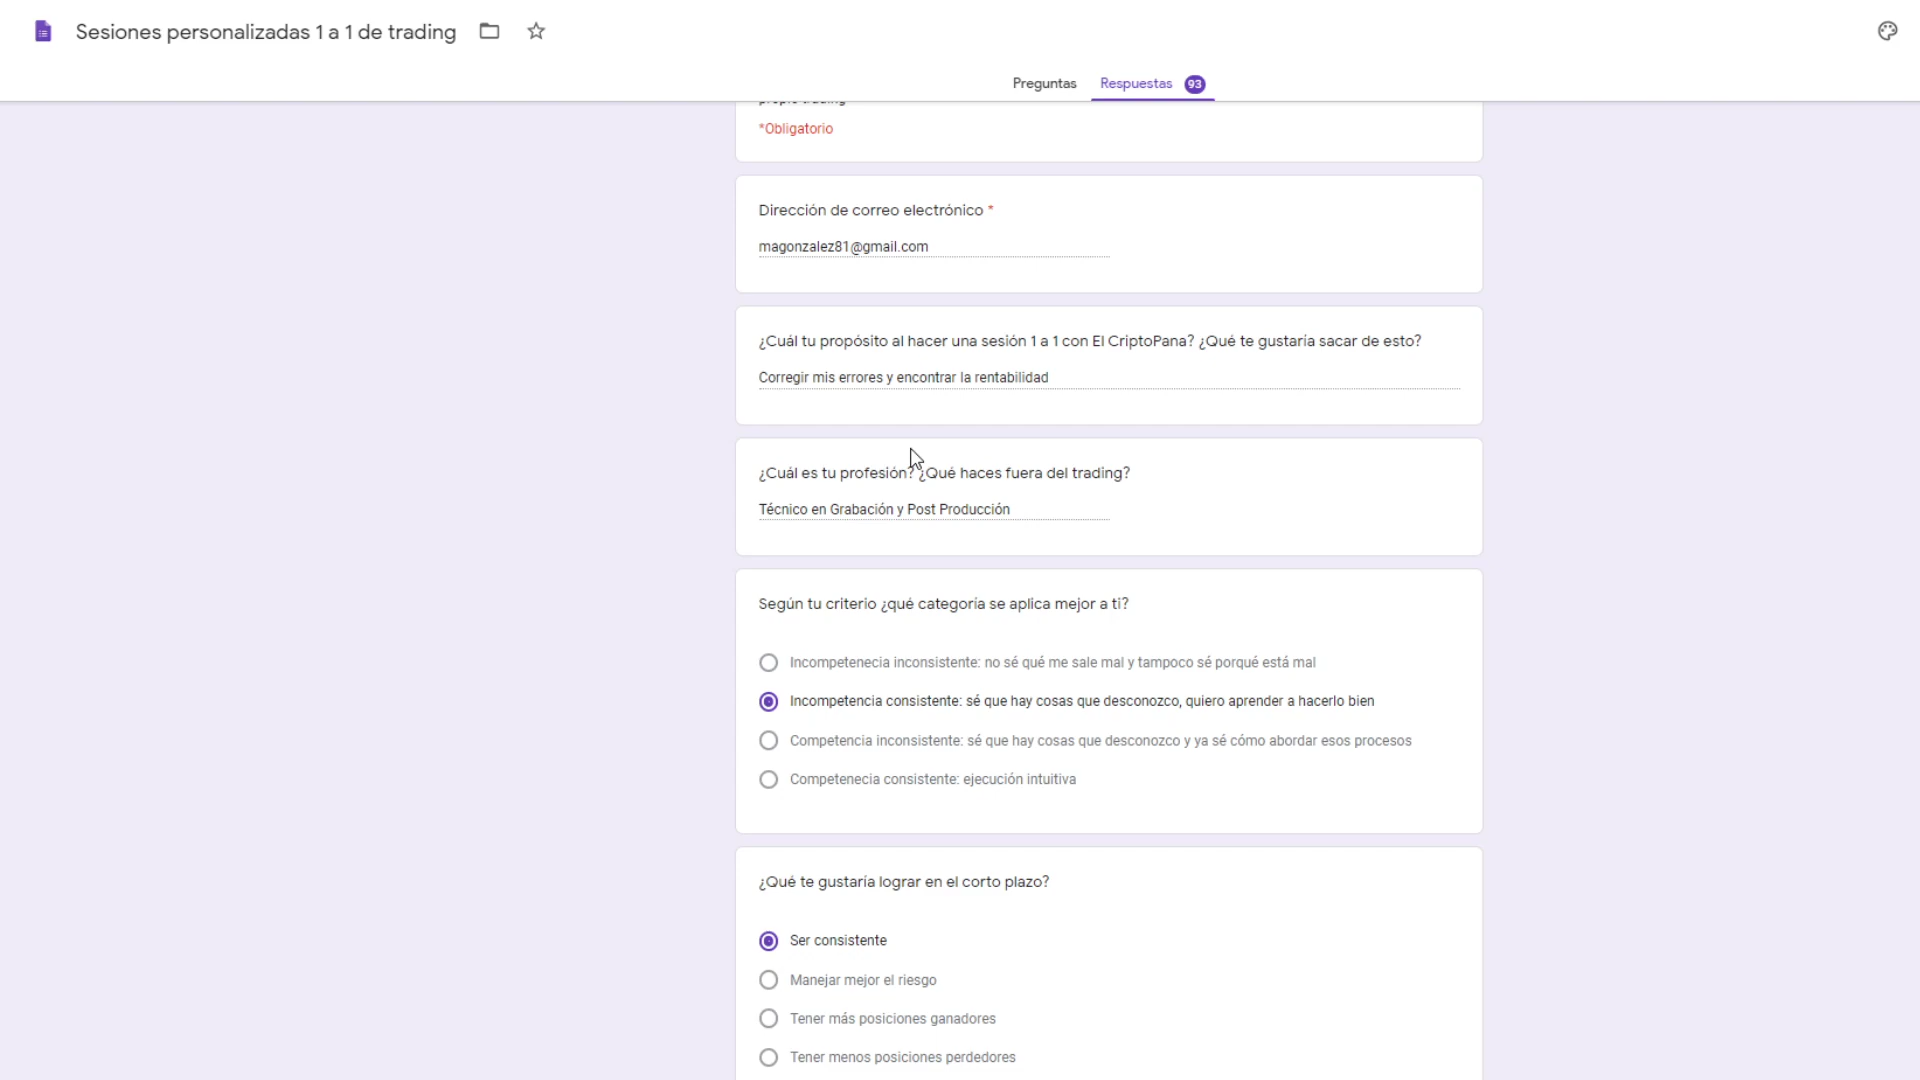 Sesiones personalizadas 1 a 1 de trading
Preguntas
Respuestas 93
propio trading
*Obligatorio
Dirección de correo electrónico *
magonzalez81@gmail.com
¿Cuál tu propósito al hacer una sesión 1 a 1 con El CriptoPana? ¿Qué te gustaría sacar de esto?
Corregir mis errores y encontrar la rentabilidad
¿Cuál es tu profesión? ¿Qué haces fuera del trading?
Técnico en Grabación y Post Producción
Según tu criterio ¿qué categoría se aplica mejor a ti?
Incompetenecia inconsistente: no sé qué me sale mal y tampoco sé porqué está mal
Incompetencia consistente: sé que hay cosas que desconozco, quiero aprender a hacerlo bien
Competencia inconsistente: sé que hay cosas que desconozco y ya sé cómo abordar esos procesos
Competenecia consistente: ejecución intuitiva
¿Qué te gustaría lograr en el corto plazo?
Ser consistente
Manejar mejor el riesgo
Tener más posiciones ganadores
Tener menos posiciones perdedores